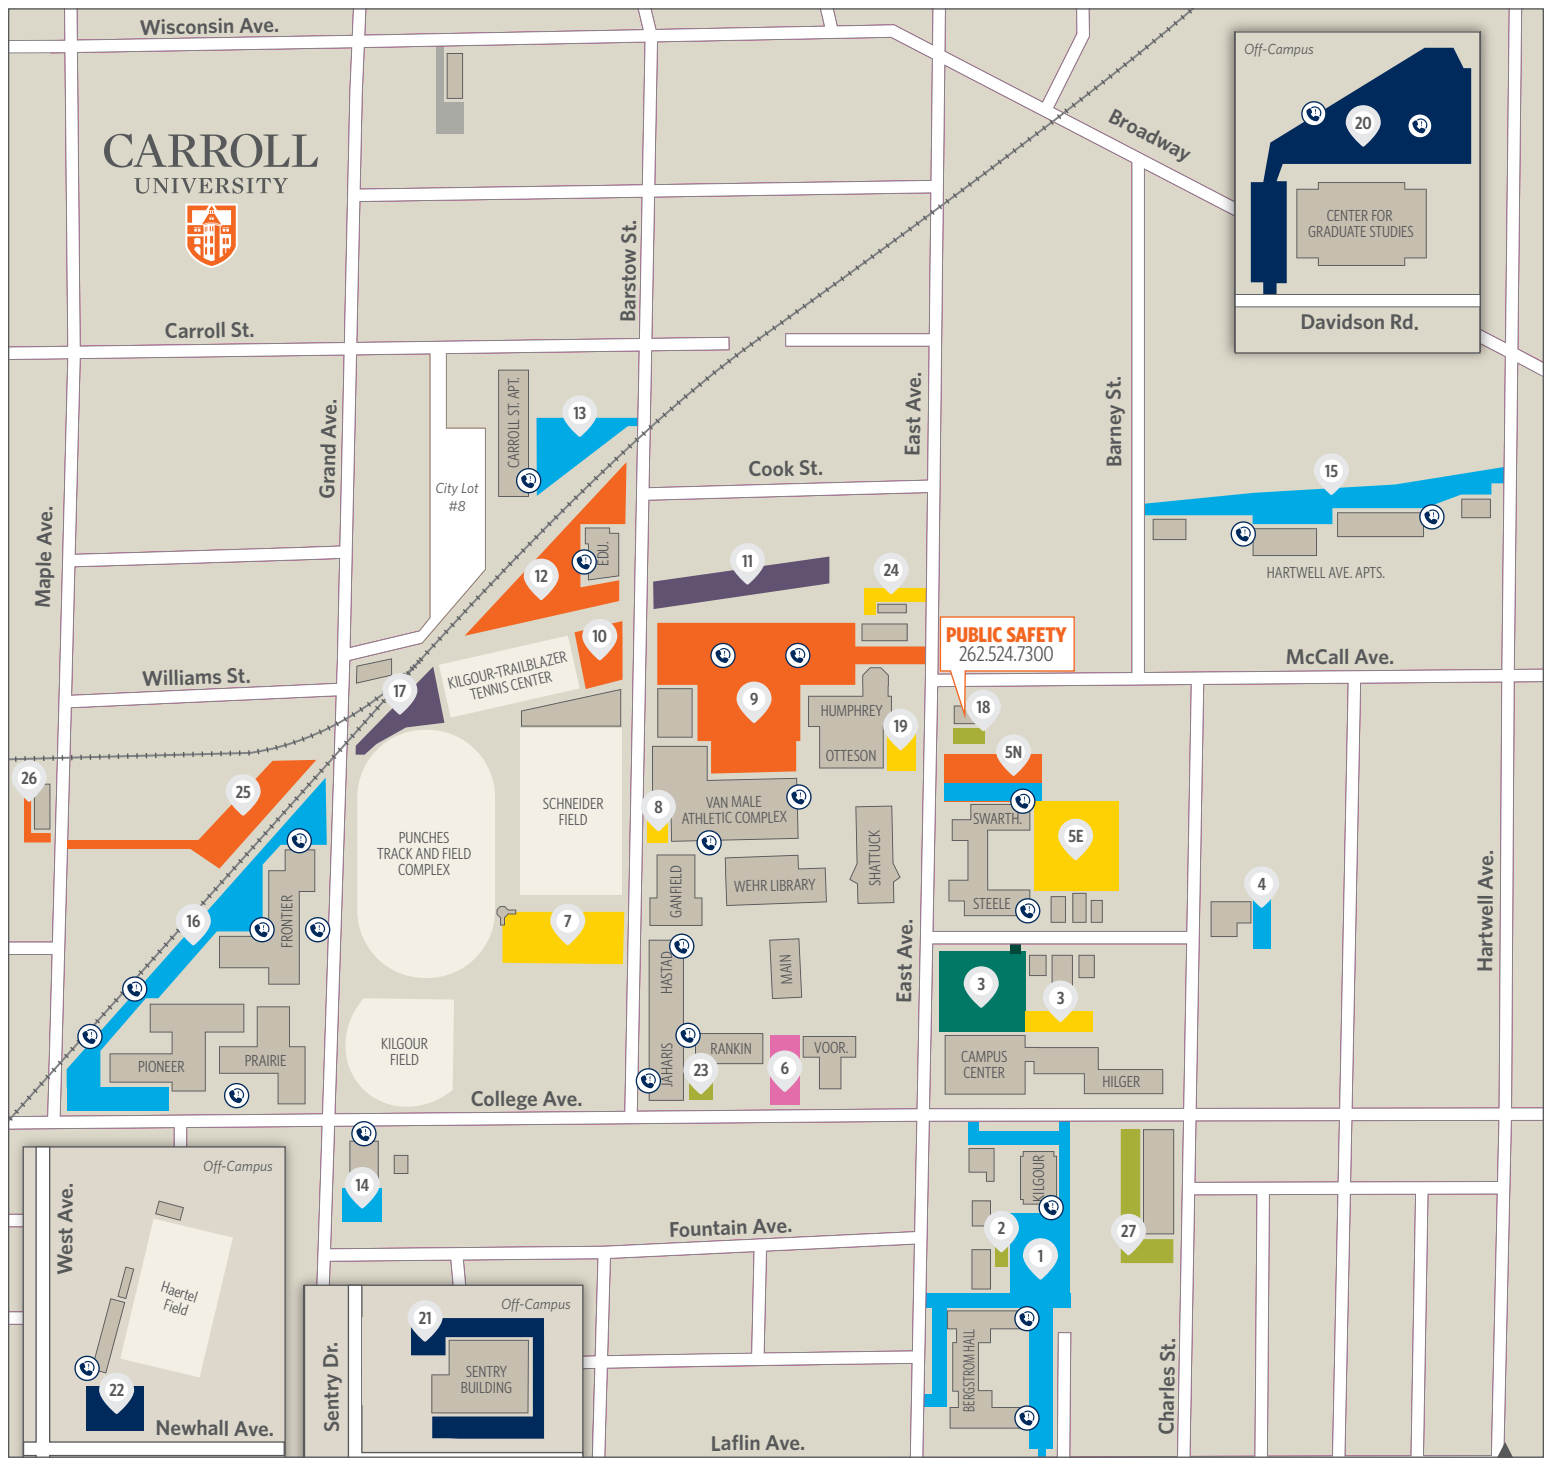 Wisconsin Ave.
CARROLL
UNIVERSITY
Off-Campus
20
CENTER FOR
GRADUATE STUDIES
Davidson Rd.
Broadway
Barstow St.
Carroll St.
Grand Ave.
Maple Ave.
CARROLL ST. APT.
13
City Lot
#8
East Ave.
Barney St.
Cook St.
15
HARTWELL AVE. APTS.
12
EDU.
11
24
10
KILGOUR-TRAILBLAZER
TENNIS CENTER
PUBLIC SAFETY
262.524.7300
McCall Ave.
Williams St.
17
9
HUMPHREY
OTTESON
19
18
5N
26
25
PUNCHES
TRACK AND FIELD
COMPLEX
SCHNEIDER
FIELD
8
VAN MALE
ATHLETIC COMPLEX
SHATTUCK
SWARTH.
5E
STEELE
WEHR LIBRARY
GANFIELD
4
Hartwell Ave.
16
FRONTIER
7
HASTAD
MAIN
East Ave.
3
3
KILGOUR
FIELD
PIONEER
PRAIRIE
JAHARIS
RANKIN
VOOR.
23
6
CAMPUS
CENTER
HILGER
College Ave.
Off-Campus
West Ave.
Haertel
Field
22
Newhall Ave.
14
Fountain Ave.
KILGOUR
2
1
27
Sentry Dr.
Off-Campus
21
SENTRY
BUILDING
BERGSTROM HALL
Charles St.
Laflin Ave.